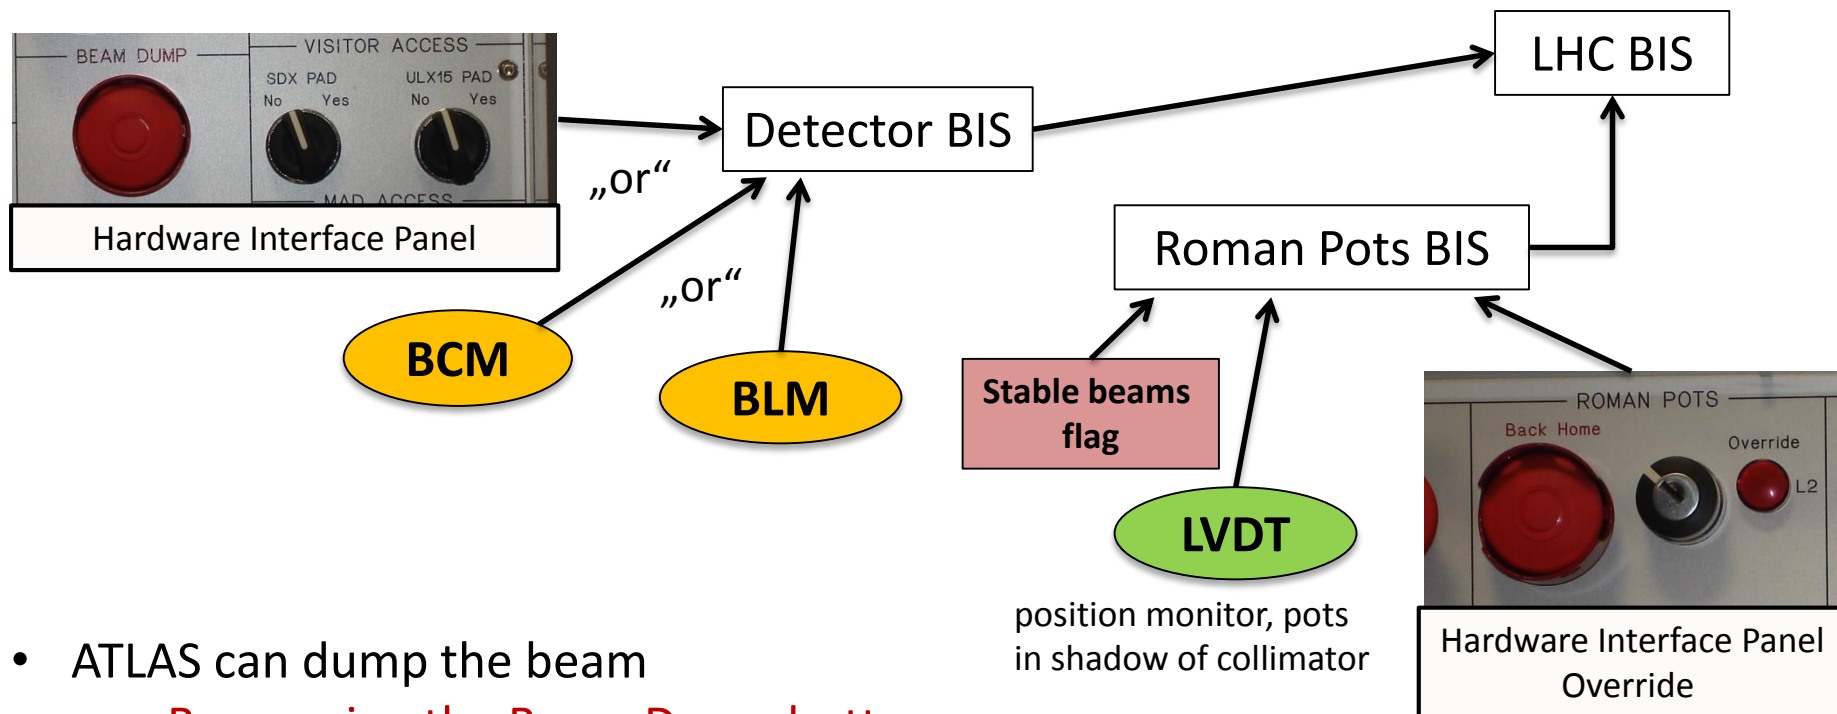 BEAM DUMP
VISITOR ACCESS
SDX PAD
ULX15 PAD
No Yes
No Yes
MAD ACCESS
Hardware Interface Panel
„or“
„or“
BCM
BLM
Detector BIS
LHC BIS
Roman Pots BIS
Stable beams
flag
LVDT
position monitor, pots
in shadow of collimator
ROMAN POTS
Back Home
Override
L2
Hardware Interface Panel
Override
• ATLAS can dump the beam